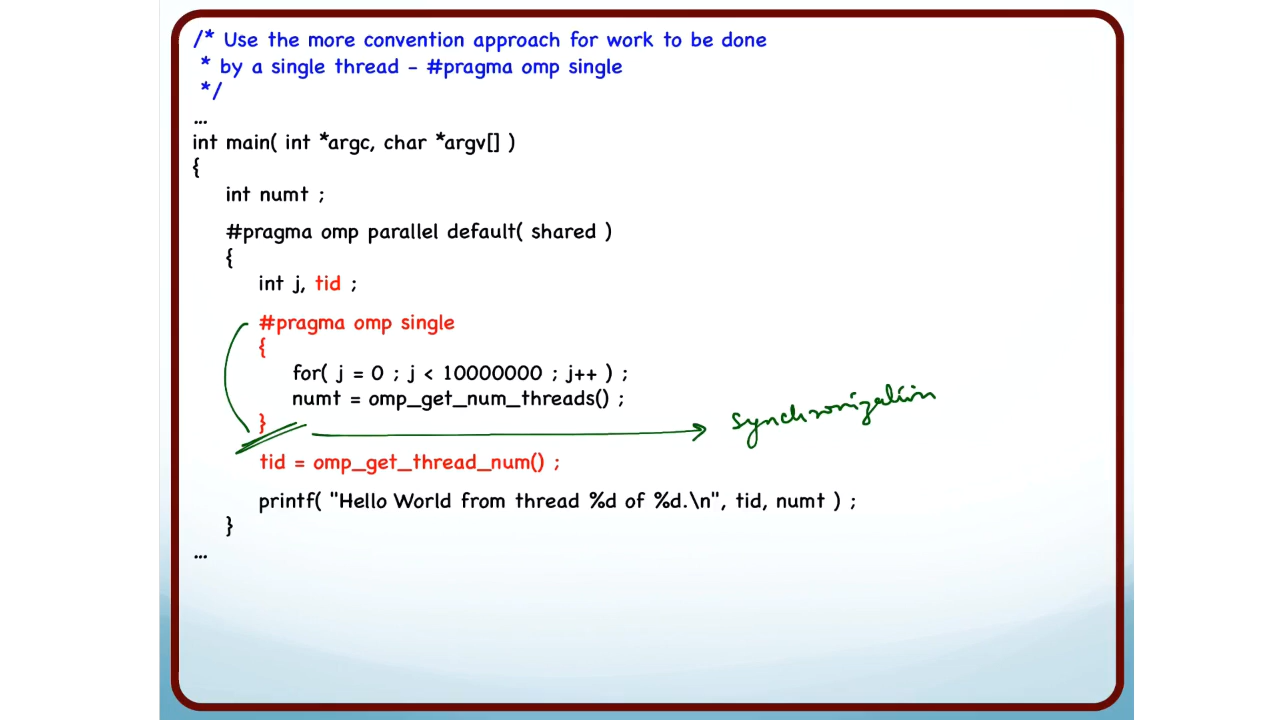 /* Use the more convention approach for work to be done
* by a single thread - #pragma omp single
*/
...
int main( int *argc, char *argv[] )
{
int numt ;
#pragma omp parallel default( shared )
{
int j, tid ;
#pragma omp single
{
for( j = 0 ; j < 10000000 ; j++ ) ;
numt = omp_get_num_threads() ;
}
synchronization
tid = omp_get_thread_num() ;
printf( "Hello World from thread %d of %d.\n", tid, numt ) ;
}
...